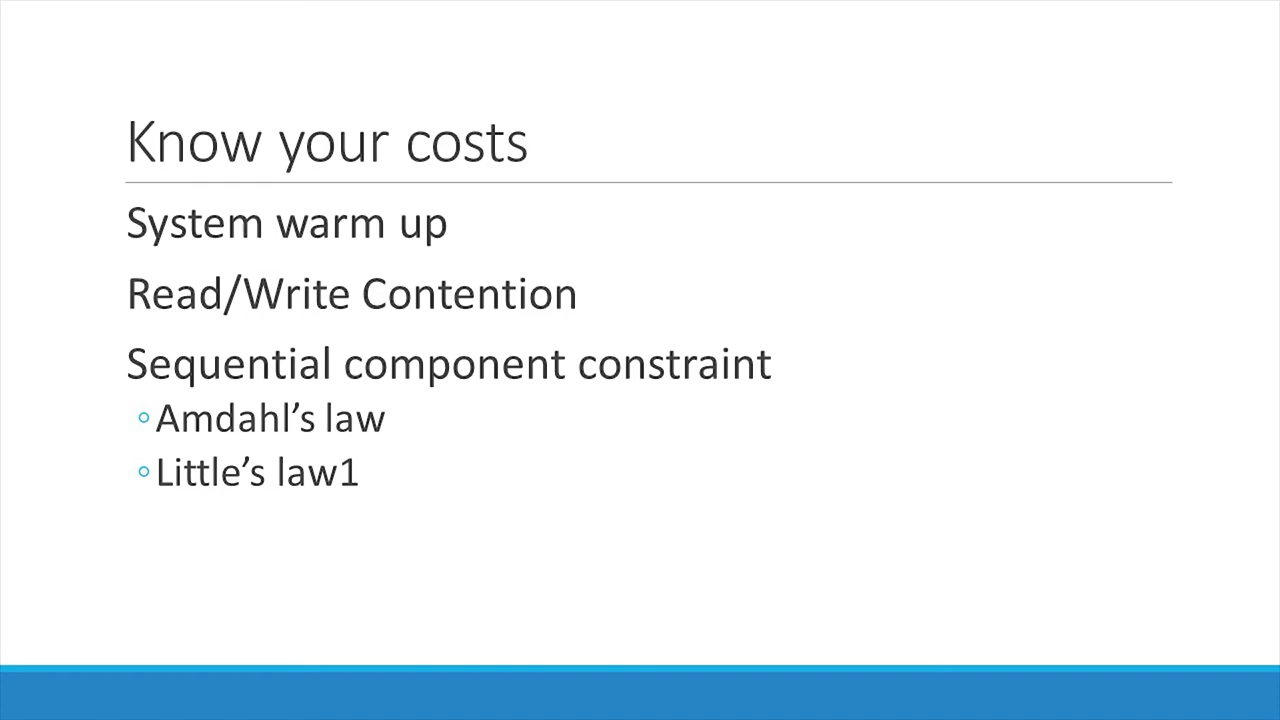 Know your costs
System warm up
Read/Write Contention
Sequential component constraint
◦Amdahl’s law
◦Little’s law1